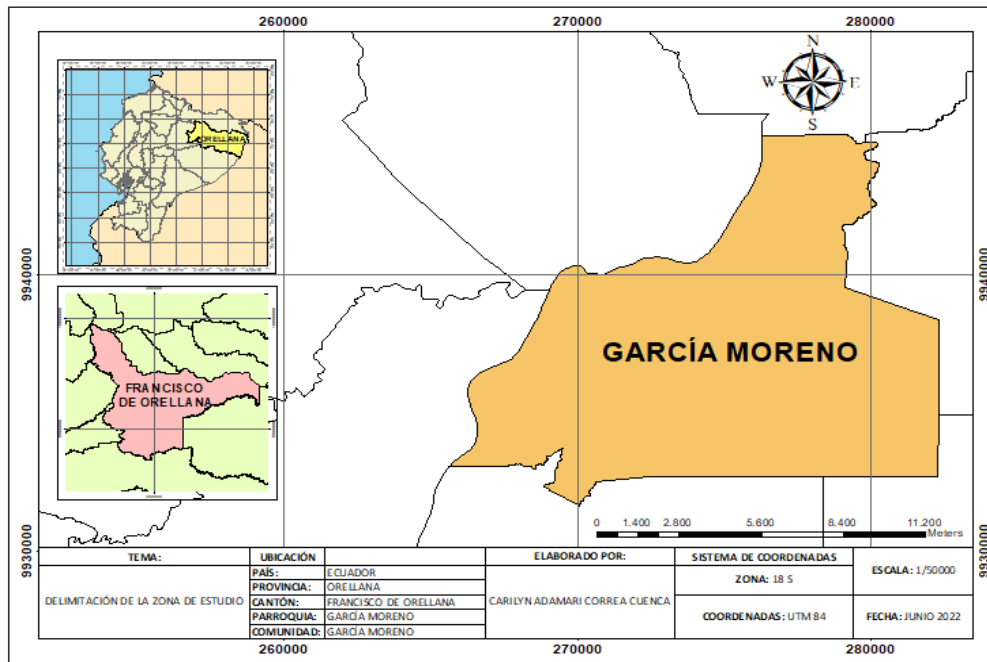 260000 270000 280000
N
W E
S
ORELLANA
9940000 9940000
GARCÍA MORENO
FRANCISCO
DE ORELLANA
0 1.400 2.800 5.600 8.400 11.200
Meters
9930000 9930000
TEMA:
DELIMITACIÓN DE LA ZONA DE ESTUDIO
UBICACIÓN
PAÍS: ECUADOR
PROVINCIA: ORELLANA
CANTÓN: FRANCISCO DE ORELLANA
PARROQUIA: GARCÍA MORENO
COMUNIDAD: GARCÍA MORENO
ELABORADO POR:
CARILYN ADAMARI CORREA CUENCA
SISTEMA DE COORDENADAS
ZONA: 18 S
COORDENADAS: UTM 84
ESCALA: 1/50000
FECHA: JUNIO 2022
260000 270000 280000